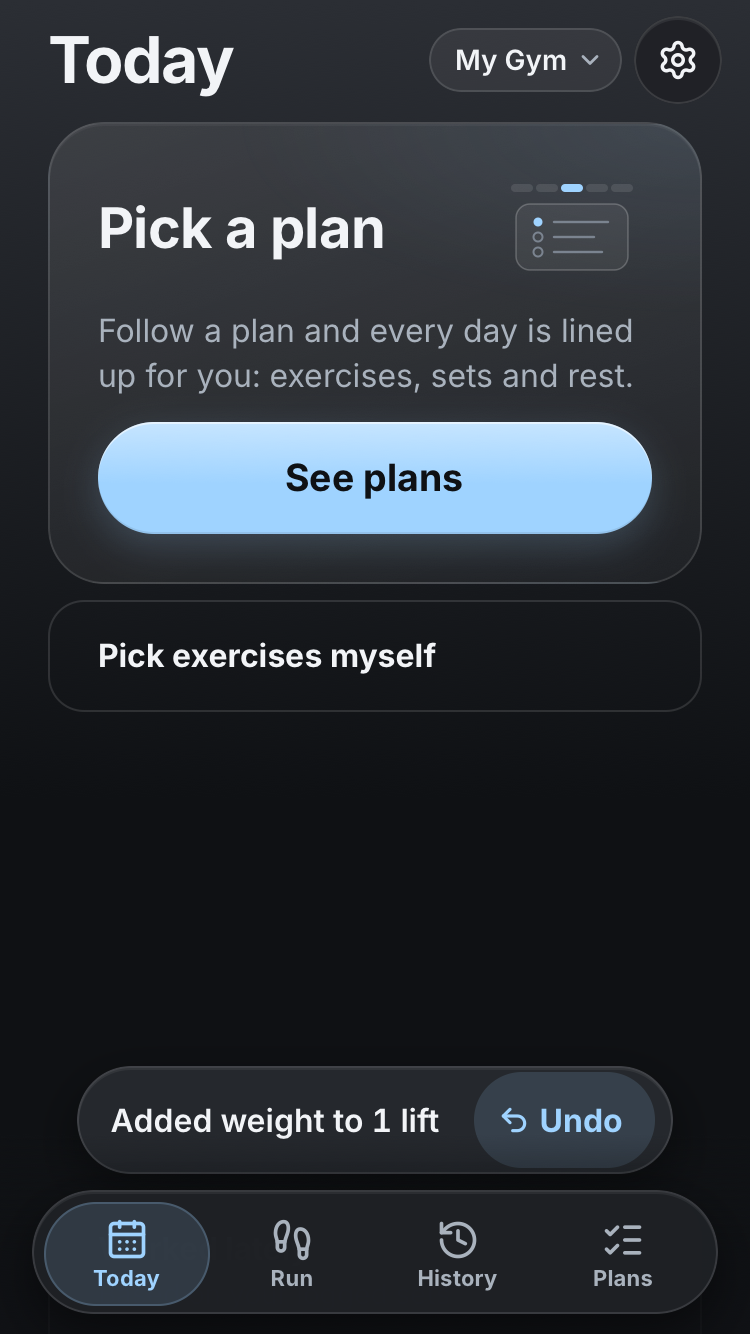 Today
My Gym
Pick a plan
Follow a plan and every day is lined
up for you: exercises, sets and rest.
See plans
Pick exercises myself
Added weight to 1 lift
Undo
Today
Run
History
Plans